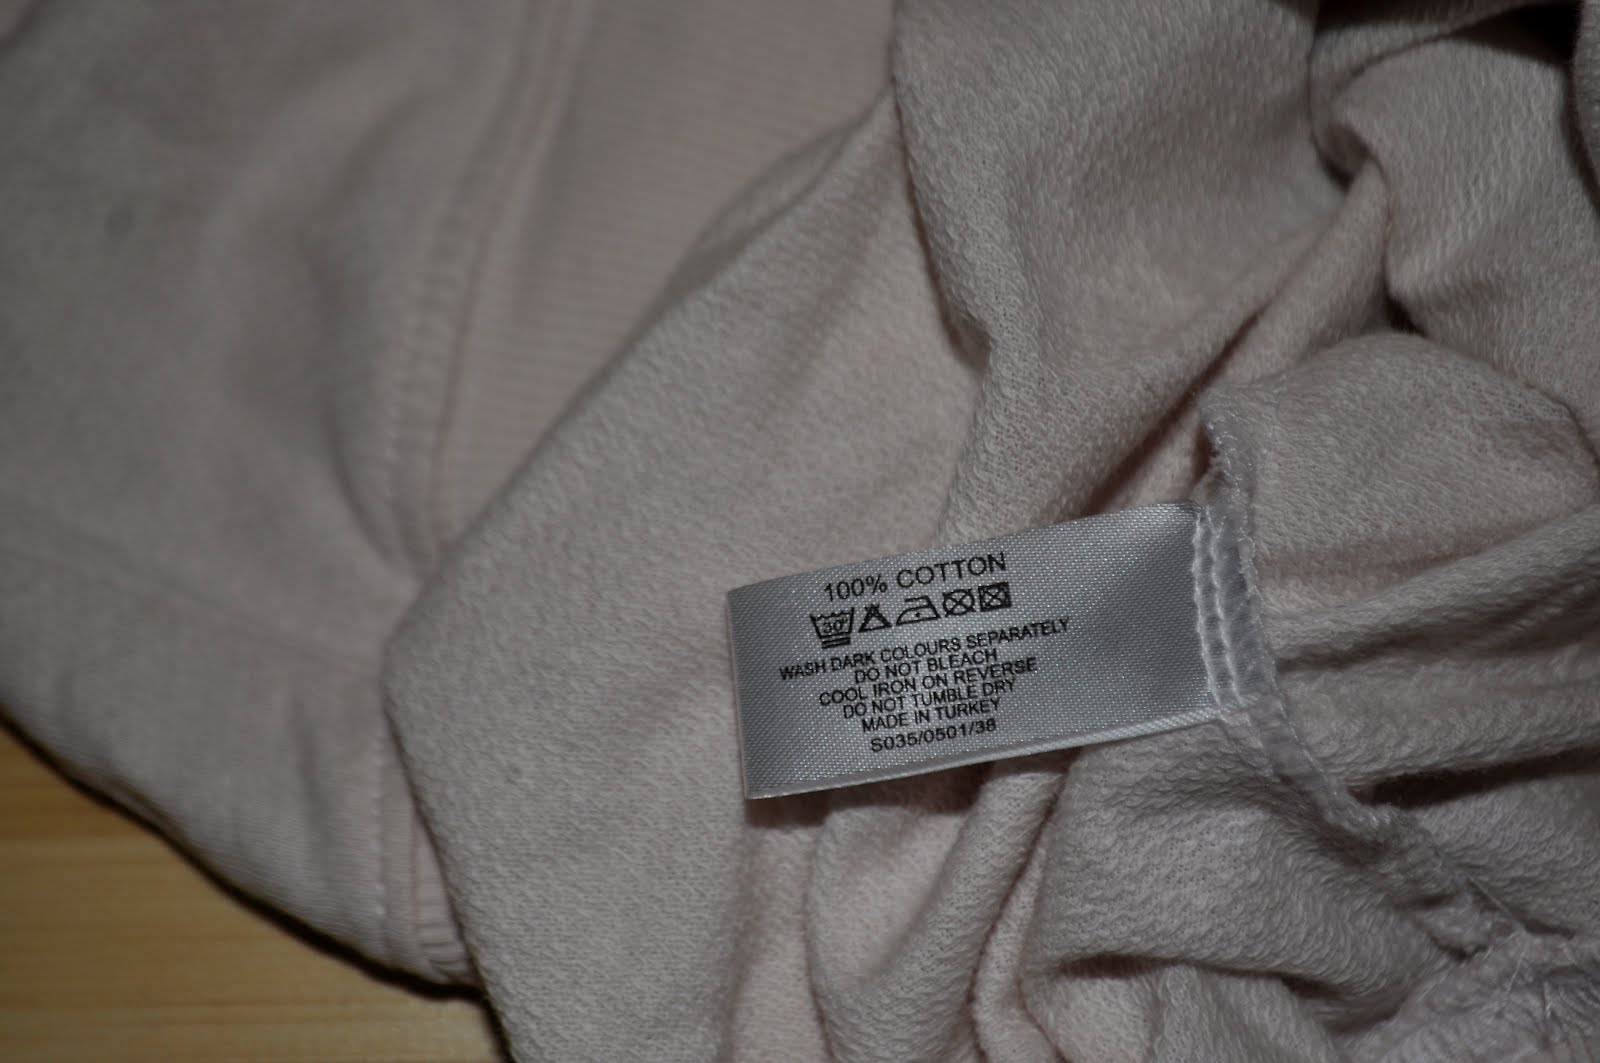 100% COTTON
30°
WASH DARK COLOURS SEPARATELY
DO NOT BLEACH
COOL IRON ON REVERSE
DO NOT TUMBLE DRY
MADE IN TURKEY
S035/0501/38